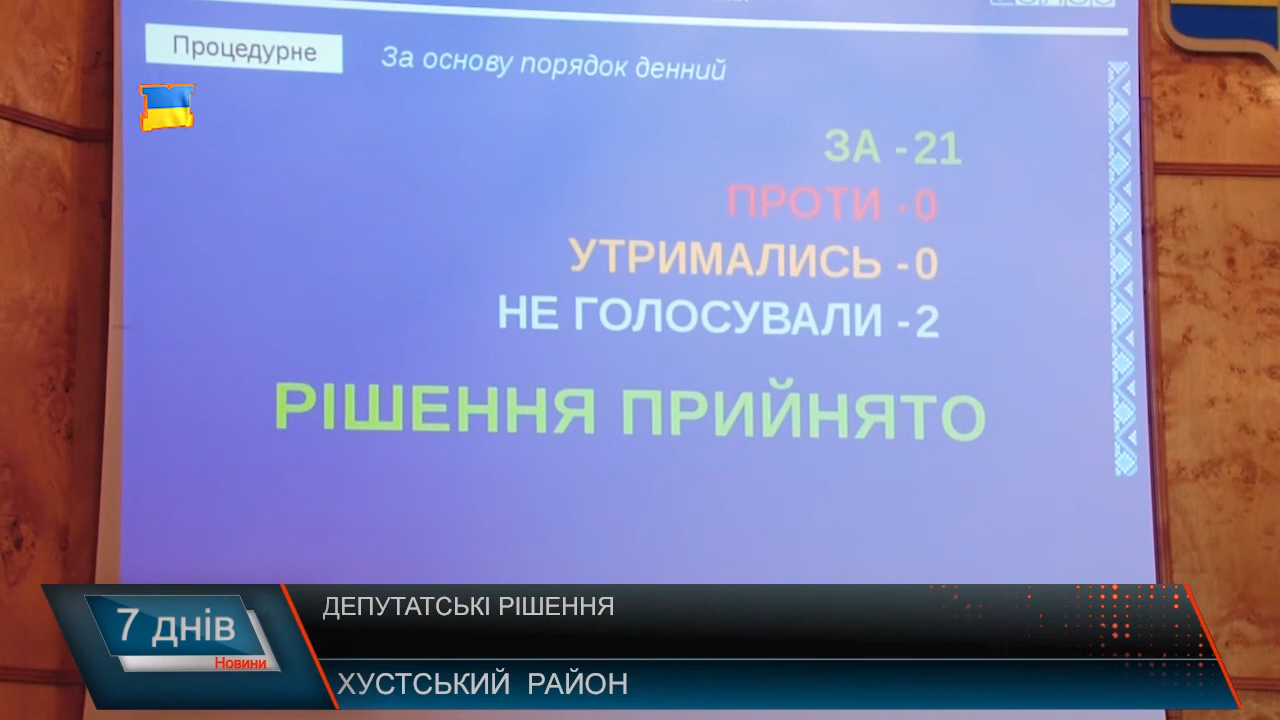 Процедурне
За основу порядок денний
ЗА - 21
ПРОТИ - 0
УТРИМАЛИСЬ - 0
НЕ ГОЛОСУВАЛИ - 2
РІШЕННЯ ПРИЙНЯТО
7 днів
Новини
ДЕПУТАТСЬКІ РІШЕННЯ
ХУСТСЬКИЙ РАЙОН